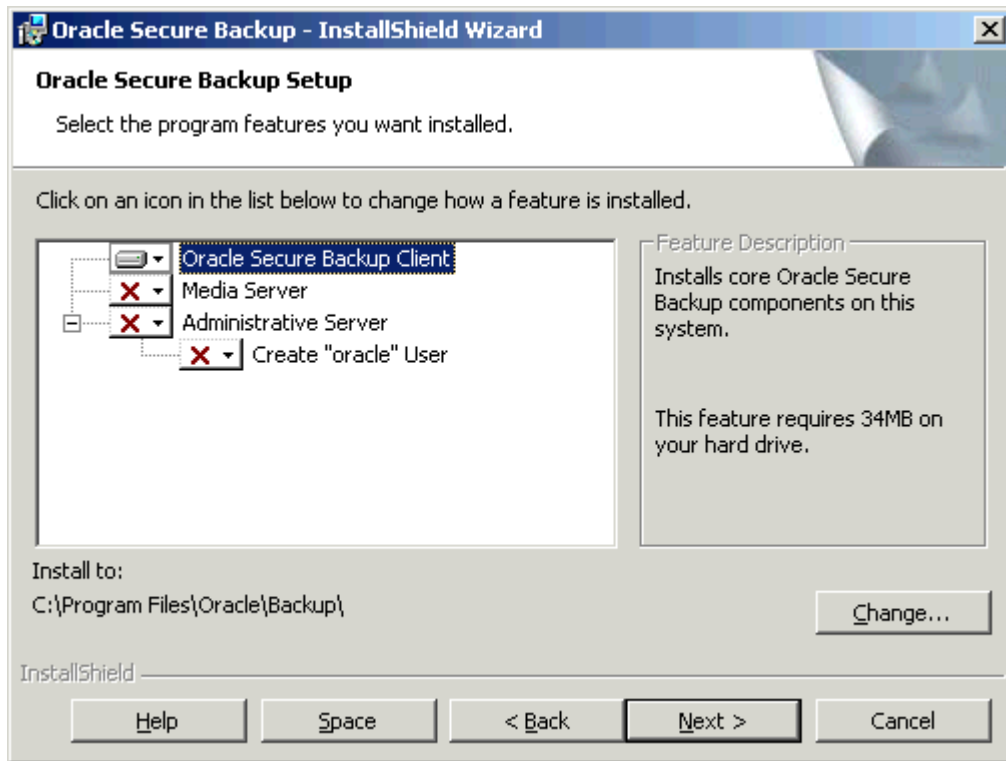 Oracle Secure Backup - InstallShield Wizard
Oracle Secure Backup Setup
Select the program features you want installed.
Click on an icon in the list below to change how a feature is installed.
Oracle Secure Backup Client
Media Server
Administrative Server
Create "oracle" User
Feature Description
Installs core Oracle Secure
Backup components on this
system.
This feature requires 34MB on
your hard drive.
Install to:
C:\Program Files\Oracle\Backup\
Change...
InstallShield
Help
Space
< Back
Next >
Cancel